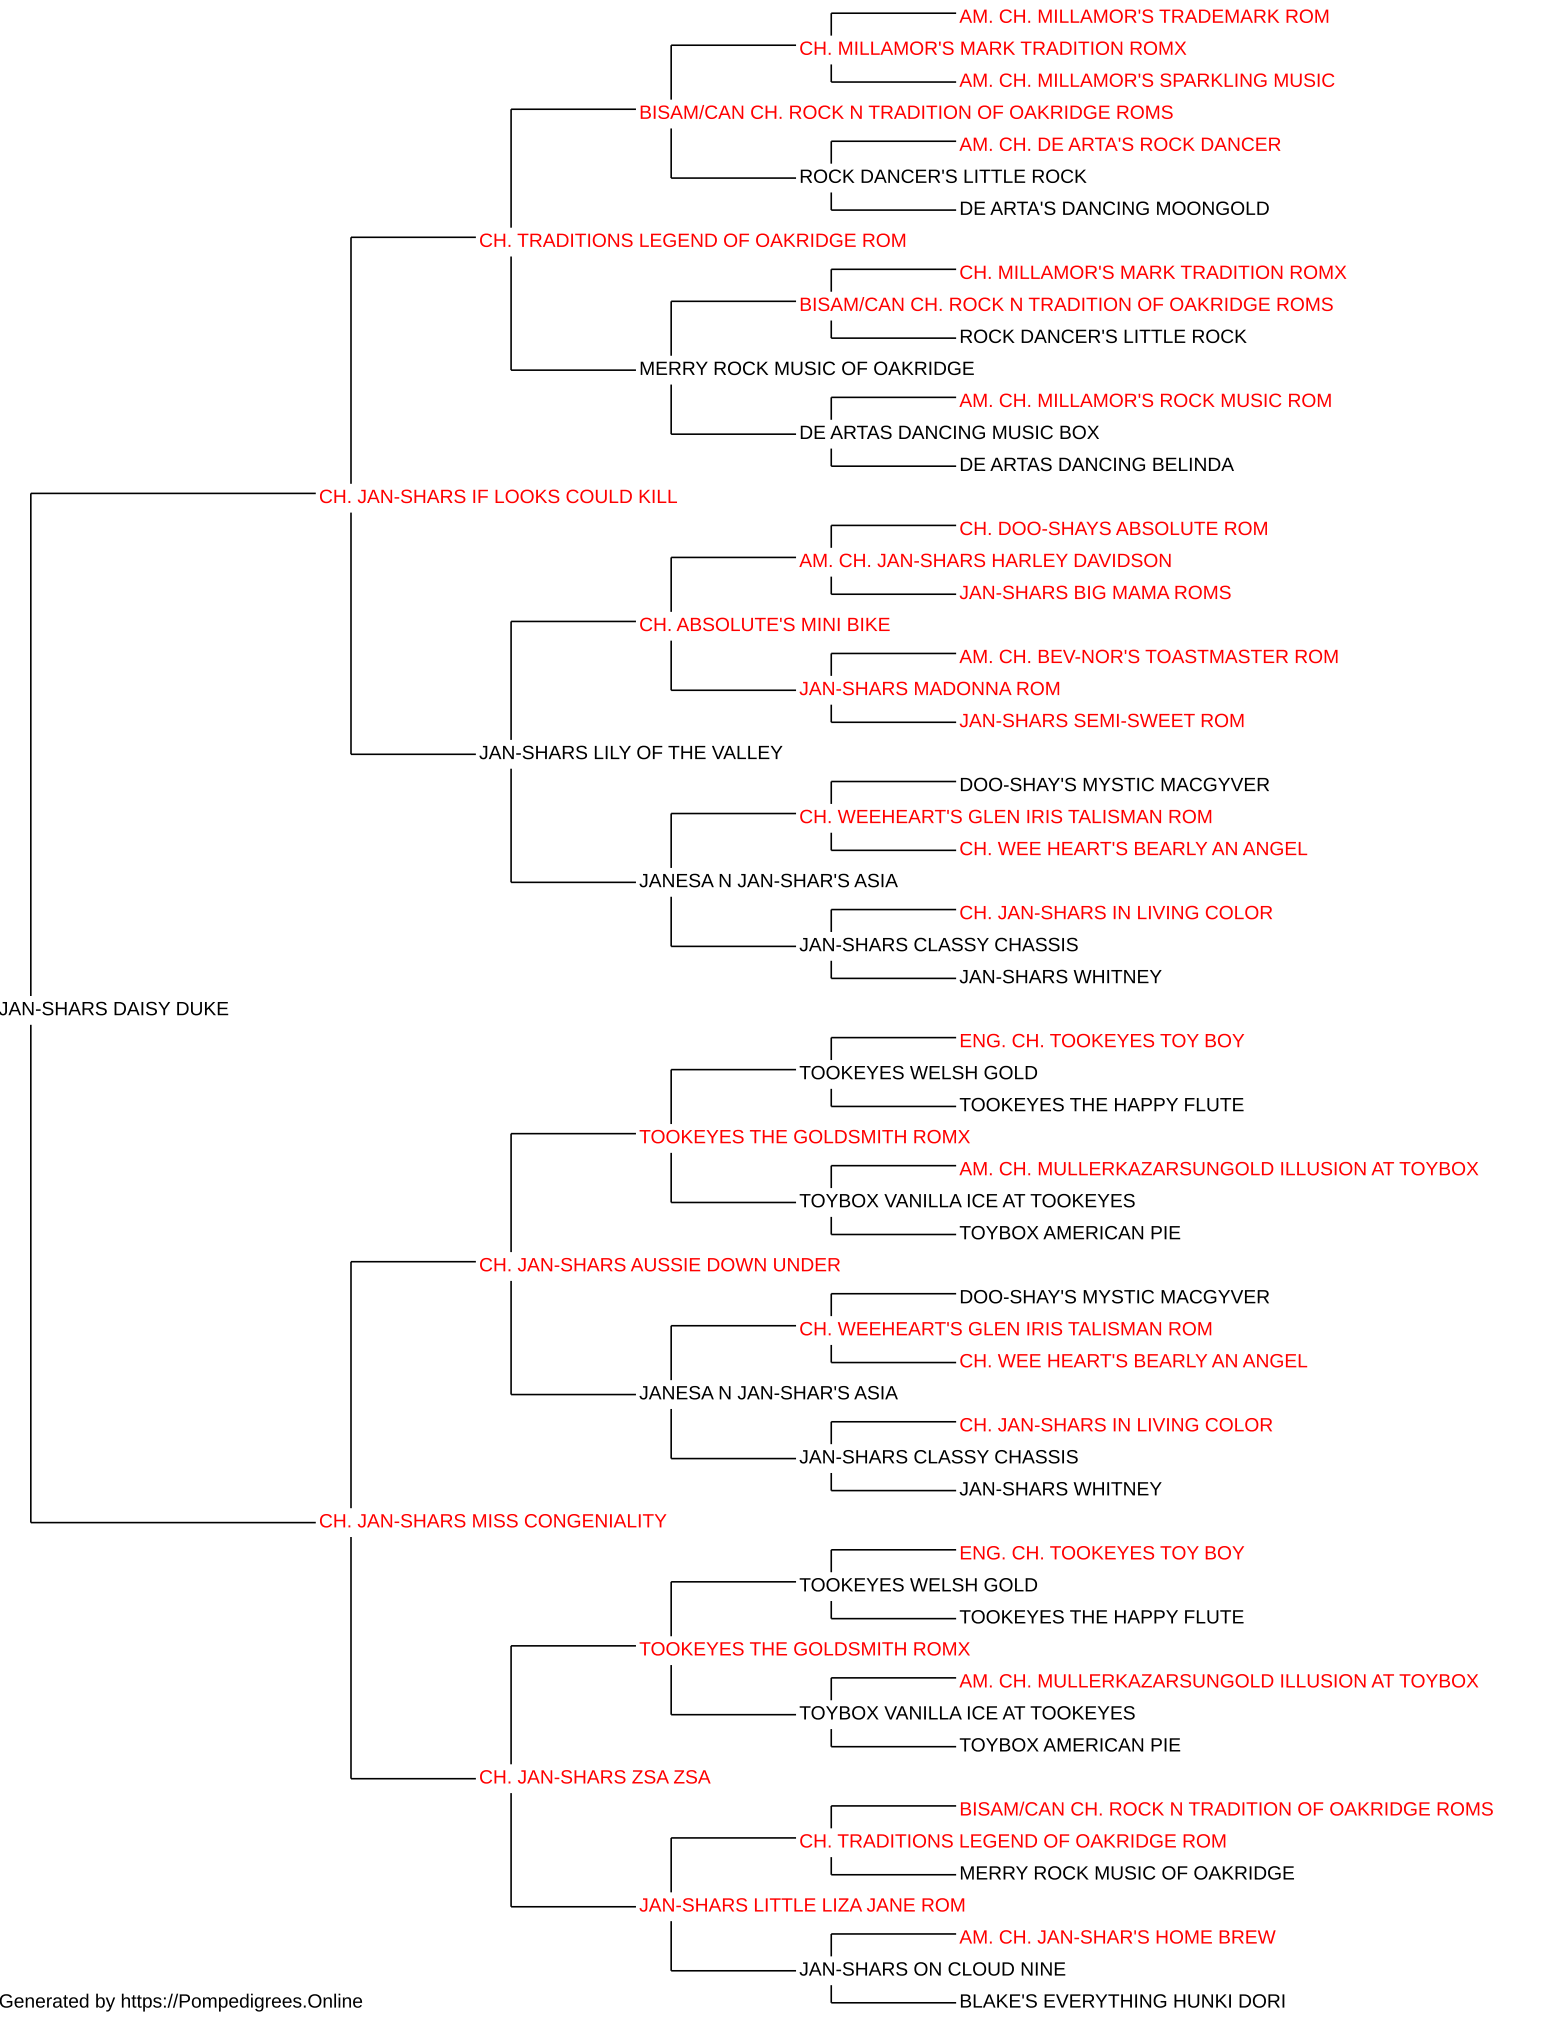 AM. CH. MILLAMOR'S TRADEMARK ROM
CH. MILLAMOR'S MARK TRADITION ROMX
AM. CH. MILLAMOR'S SPARKLING MUSIC
BISAM/CAN CH. ROCK N TRADITION OF OAKRIDGE ROMS
AM. CH. DE ARTA'S ROCK DANCER
ROCK DANCER'S LITTLE ROCK
DE ARTA'S DANCING MOONGOLD
CH. TRADITIONS LEGEND OF OAKRIDGE ROM
CH. MILLAMOR'S MARK TRADITION ROMX
BISAM/CAN CH. ROCK N TRADITION OF OAKRIDGE ROMS
ROCK DANCER'S LITTLE ROCK
MERRY ROCK MUSIC OF OAKRIDGE
AM. CH. MILLAMOR'S ROCK MUSIC ROM
DE ARTAS DANCING MUSIC BOX
DE ARTAS DANCING BELINDA
CH. JAN-SHARS IF LOOKS COULD KILL
CH. DOO-SHAYS ABSOLUTE ROM
AM. CH. JAN-SHARS HARLEY DAVIDSON
JAN-SHARS BIG MAMA ROMS
CH. ABSOLUTE'S MINI BIKE
AM. CH. BEV-NOR'S TOASTMASTER ROM
JAN-SHARS MADONNA ROM
JAN-SHARS SEMI-SWEET ROM
JAN-SHARS LILY OF THE VALLEY
DOO-SHAY'S MYSTIC MACGYVER
CH. WEEHEART'S GLEN IRIS TALISMAN ROM
CH. WEE HEART'S BEARLY AN ANGEL
JANESA N JAN-SHAR'S ASIA
CH. JAN-SHARS IN LIVING COLOR
JAN-SHARS CLASSY CHASSIS
JAN-SHARS WHITNEY
JAN-SHARS DAISY DUKE
ENG. CH. TOOKEYES TOY BOY
TOOKEYES WELSH GOLD
TOOKEYES THE HAPPY FLUTE
TOOKEYES THE GOLDSMITH ROMX
AM. CH. MULLERKAZARSUNGOLD ILLUSION AT TOYBOX
TOYBOX VANILLA ICE AT TOOKEYES
TOYBOX AMERICAN PIE
CH. JAN-SHARS AUSSIE DOWN UNDER
DOO-SHAY'S MYSTIC MACGYVER
CH. WEEHEART'S GLEN IRIS TALISMAN ROM
CH. WEE HEART'S BEARLY AN ANGEL
JANESA N JAN-SHAR'S ASIA
CH. JAN-SHARS IN LIVING COLOR
JAN-SHARS CLASSY CHASSIS
JAN-SHARS WHITNEY
CH. JAN-SHARS MISS CONGENIALITY
ENG. CH. TOOKEYES TOY BOY
TOOKEYES WELSH GOLD
TOOKEYES THE HAPPY FLUTE
TOOKEYES THE GOLDSMITH ROMX
AM. CH. MULLERKAZARSUNGOLD ILLUSION AT TOYBOX
TOYBOX VANILLA ICE AT TOOKEYES
TOYBOX AMERICAN PIE
CH. JAN-SHARS ZSA ZSA
BISAM/CAN CH. ROCK N TRADITION OF OAKRIDGE ROMS
CH. TRADITIONS LEGEND OF OAKRIDGE ROM
MERRY ROCK MUSIC OF OAKRIDGE
JAN-SHARS LITTLE LIZA JANE ROM
AM. CH. JAN-SHAR'S HOME BREW
JAN-SHARS ON CLOUD NINE
BLAKE'S EVERYTHING HUNKI DORI
Generated by https://Pompedigrees.Online